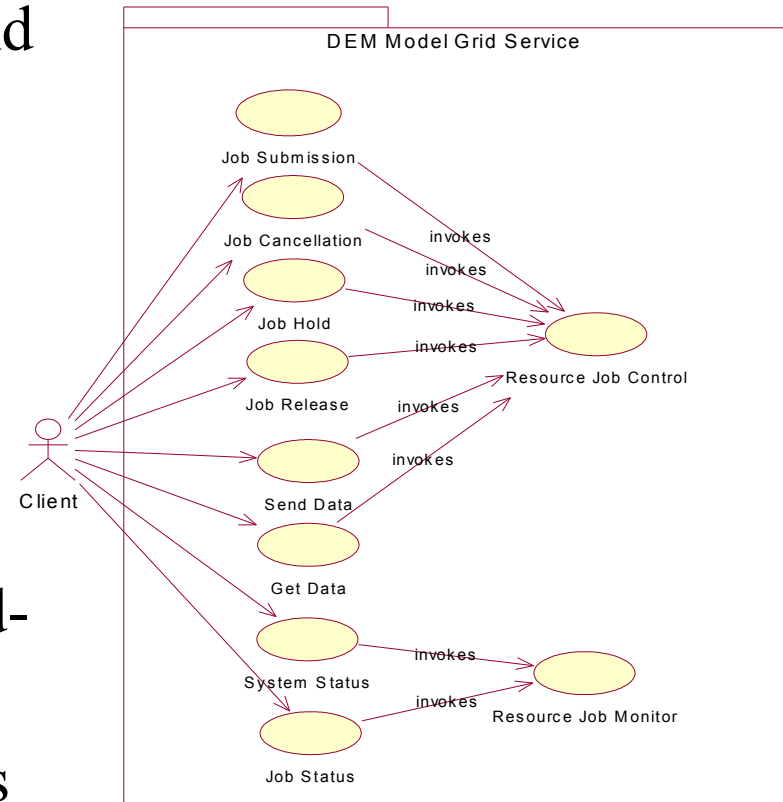 DEM Model Grid Service
Job Submission
invokes
Job Cancellation
invokes
Job Hold
invokes
Job Release
invokes
Resource Job Control
invokes
Send Data
invokes
Get Data
Client
System Status
invokes
Job Status
invokes
Resource Job Monitor